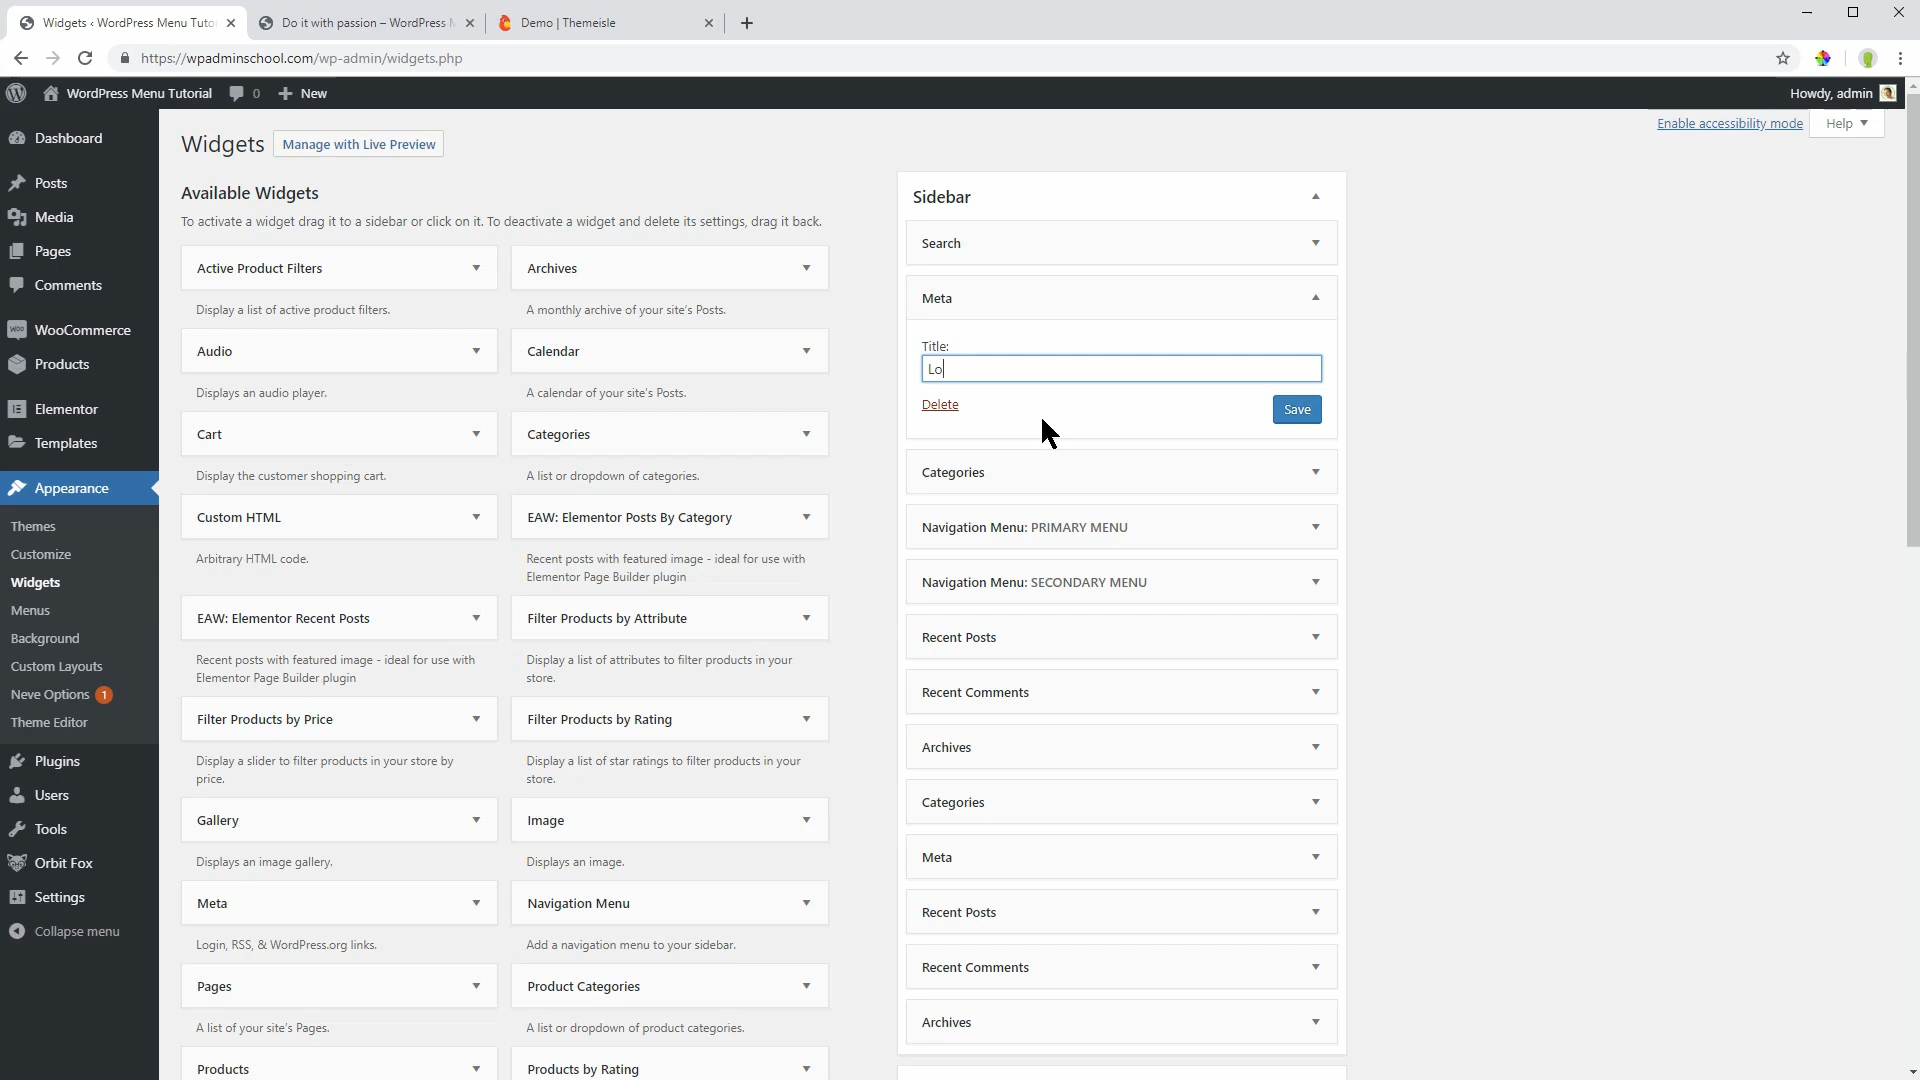 Widgets ‹ WordPress Menu Tutor
Do it with passion – WordPress M
Demo | Themeisle
https://wpadminschool.com/wp-admin/widgets.php
WordPress Menu Tutorial
0
New
Howdy, admin
Enable accessibility mode
Help
Dashboard
Posts
Media
Pages
Comments
WooCommerce
Products
Elementor
Templates
Appearance
Themes
Customize
Widgets
Menus
Background
Custom Layouts
Neve Options 1
Theme Editor
Plugins
Users
Tools
Orbit Fox
Settings
Collapse menu
Widgets
Manage with Live Preview
Available Widgets
To activate a widget drag it to a sidebar or click on it. To deactivate a widget and delete its settings, drag it back.
Active Product Filters
Display a list of active product filters.
Archives
A monthly archive of your site's Posts.
Audio
Displays an audio player.
Calendar
A calendar of your site's Posts.
Cart
Display the customer shopping cart.
Categories
A list or dropdown of categories.
Custom HTML
Arbitrary HTML code.
EAW: Elementor Posts By Category
Recent posts with featured image - ideal for use with
Elementor Page Builder plugin
EAW: Elementor Recent Posts
Recent posts with featured image - ideal for use with
Elementor Page Builder plugin
Filter Products by Attribute
Display a list of attributes to filter products in your
store.
Filter Products by Price
Display a slider to filter products in your store by
price.
Filter Products by Rating
Display a list of star ratings to filter products in your
store.
Gallery
Displays an image gallery.
Image
Displays an image.
Meta
Login, RSS, & WordPress.org links.
Navigation Menu
Add a navigation menu to your sidebar.
Pages
A list of your site's Pages.
Product Categories
A list or dropdown of product categories.
Products
Products by Rating
Sidebar
Search
Meta
Title:
Lo
Delete
Save
Categories
Navigation Menu: PRIMARY MENU
Navigation Menu: SECONDARY MENU
Recent Posts
Recent Comments
Archives
Categories
Meta
Recent Posts
Recent Comments
Archives